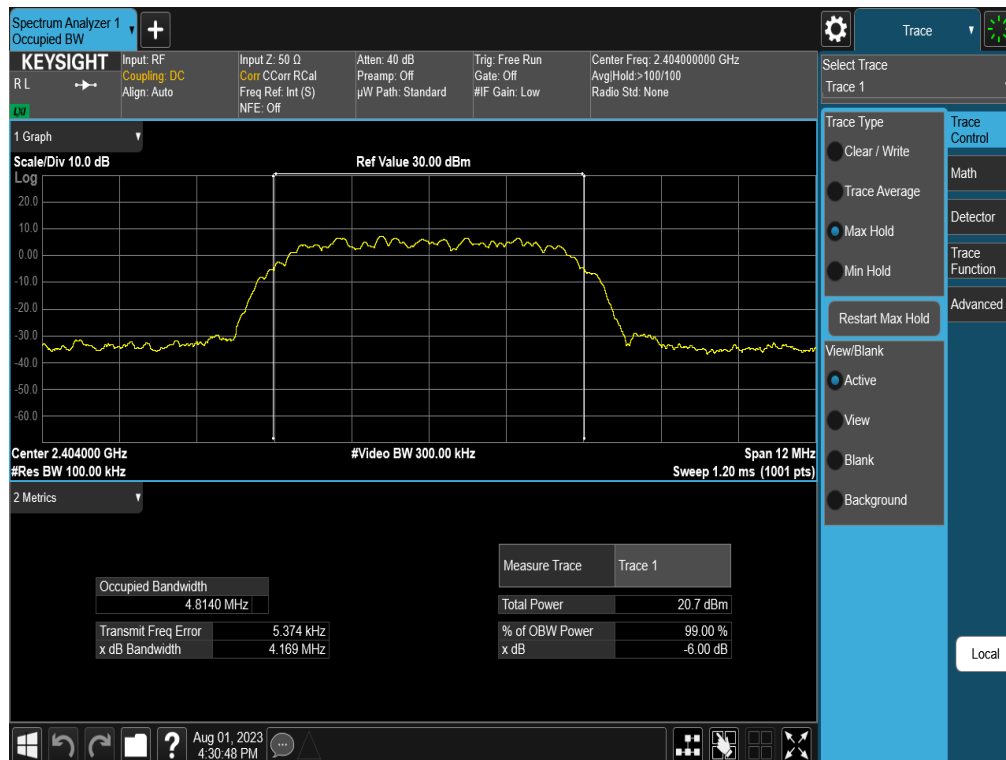 Spectrum Analyzer 1
Occupied BW
Trace
KEYSIGHT
R L
LXI
Input: RF
Coupling: DC
Align: Auto
Input Z: 50 Ω
Corr CCorr RCal
Freq Ref: Int (S)
NFE: Off
Atten: 40 dB
Preamp: Off
µW Path: Standard
Trig: Free Run
Gate: Off
#IF Gain: Low
Center Freq: 2.404000000 GHz
Avg|Hold:>100/100
Radio Std: None
Select Trace
Trace 1
1 Graph
Scale/Div 10.0 dB
Ref Value 30.00 dBm
Log
20.0
10.0
0.00
-10.0
-20.0
-30.0
-40.0
-50.0
-60.0
Center 2.404000 GHz
#Video BW 300.00 kHz
Span 12 MHz
#Res BW 100.00 kHz
Sweep 1.20 ms (1001 pts)
Trace Type
Clear / Write
Trace Average
Max Hold
Min Hold
Restart Max Hold
View/Blank
Active
View
Blank
Background
Trace
Control
Math
Detector
Trace
Function
Advanced
2 Metrics
Occupied Bandwidth
4.8140 MHz
Transmit Freq Error 5.374 kHz
x dB Bandwidth 4.169 MHz
Measure Trace Trace 1
Total Power 20.7 dBm
% of OBW Power 99.00 %
x dB -6.00 dB
Local
?
Aug 01, 2023
4:30:48 PM